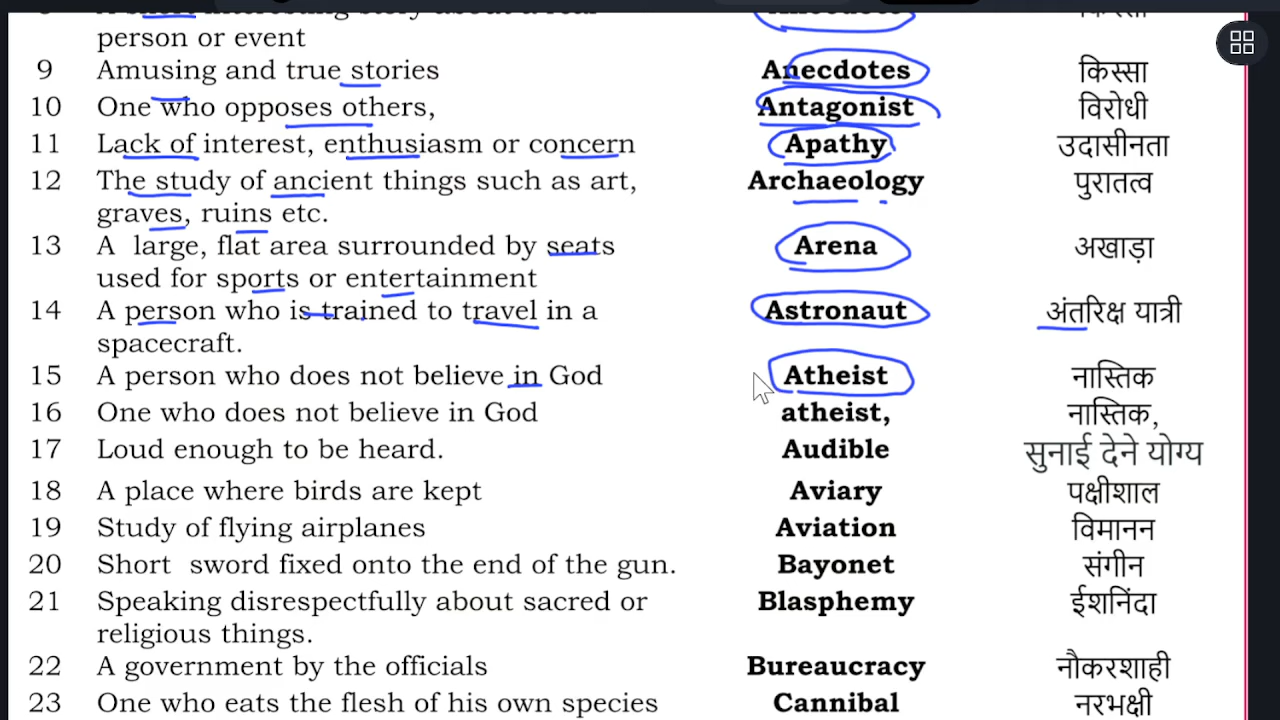 person or event
9 Amusing and true stories Anecdotes किस्सा
10 One who opposes others, Antagonist विरोधी
11 Lack of interest, enthusiasm or concern Apathy उदासीनता
12 The study of ancient things such as art, Archaeology पुरातत्व
graves, ruins etc.
13 A large, flat area surrounded by seats Arena अखाड़ा
used for sports or entertainment
14 A person who is trained to travel in a Astronaut अंतरिक्ष यात्री
spacecraft.
15 A person who does not believe in God Atheist नास्तिक
16 One who does not believe in God atheist, नास्तिक,
17 Loud enough to be heard. Audible सुनाई देने योग्य
18 A place where birds are kept Aviary पक्षीशाल
19 Study of flying airplanes Aviation विमानन
20 Short sword fixed onto the end of the gun. Bayonet संगीन
21 Speaking disrespectfully about sacred or Blasphemy ईशनिंदा
religious things.
22 A government by the officials Bureaucracy नौकरशाही
23 One who eats the flesh of his own species Cannibal नरभक्षी